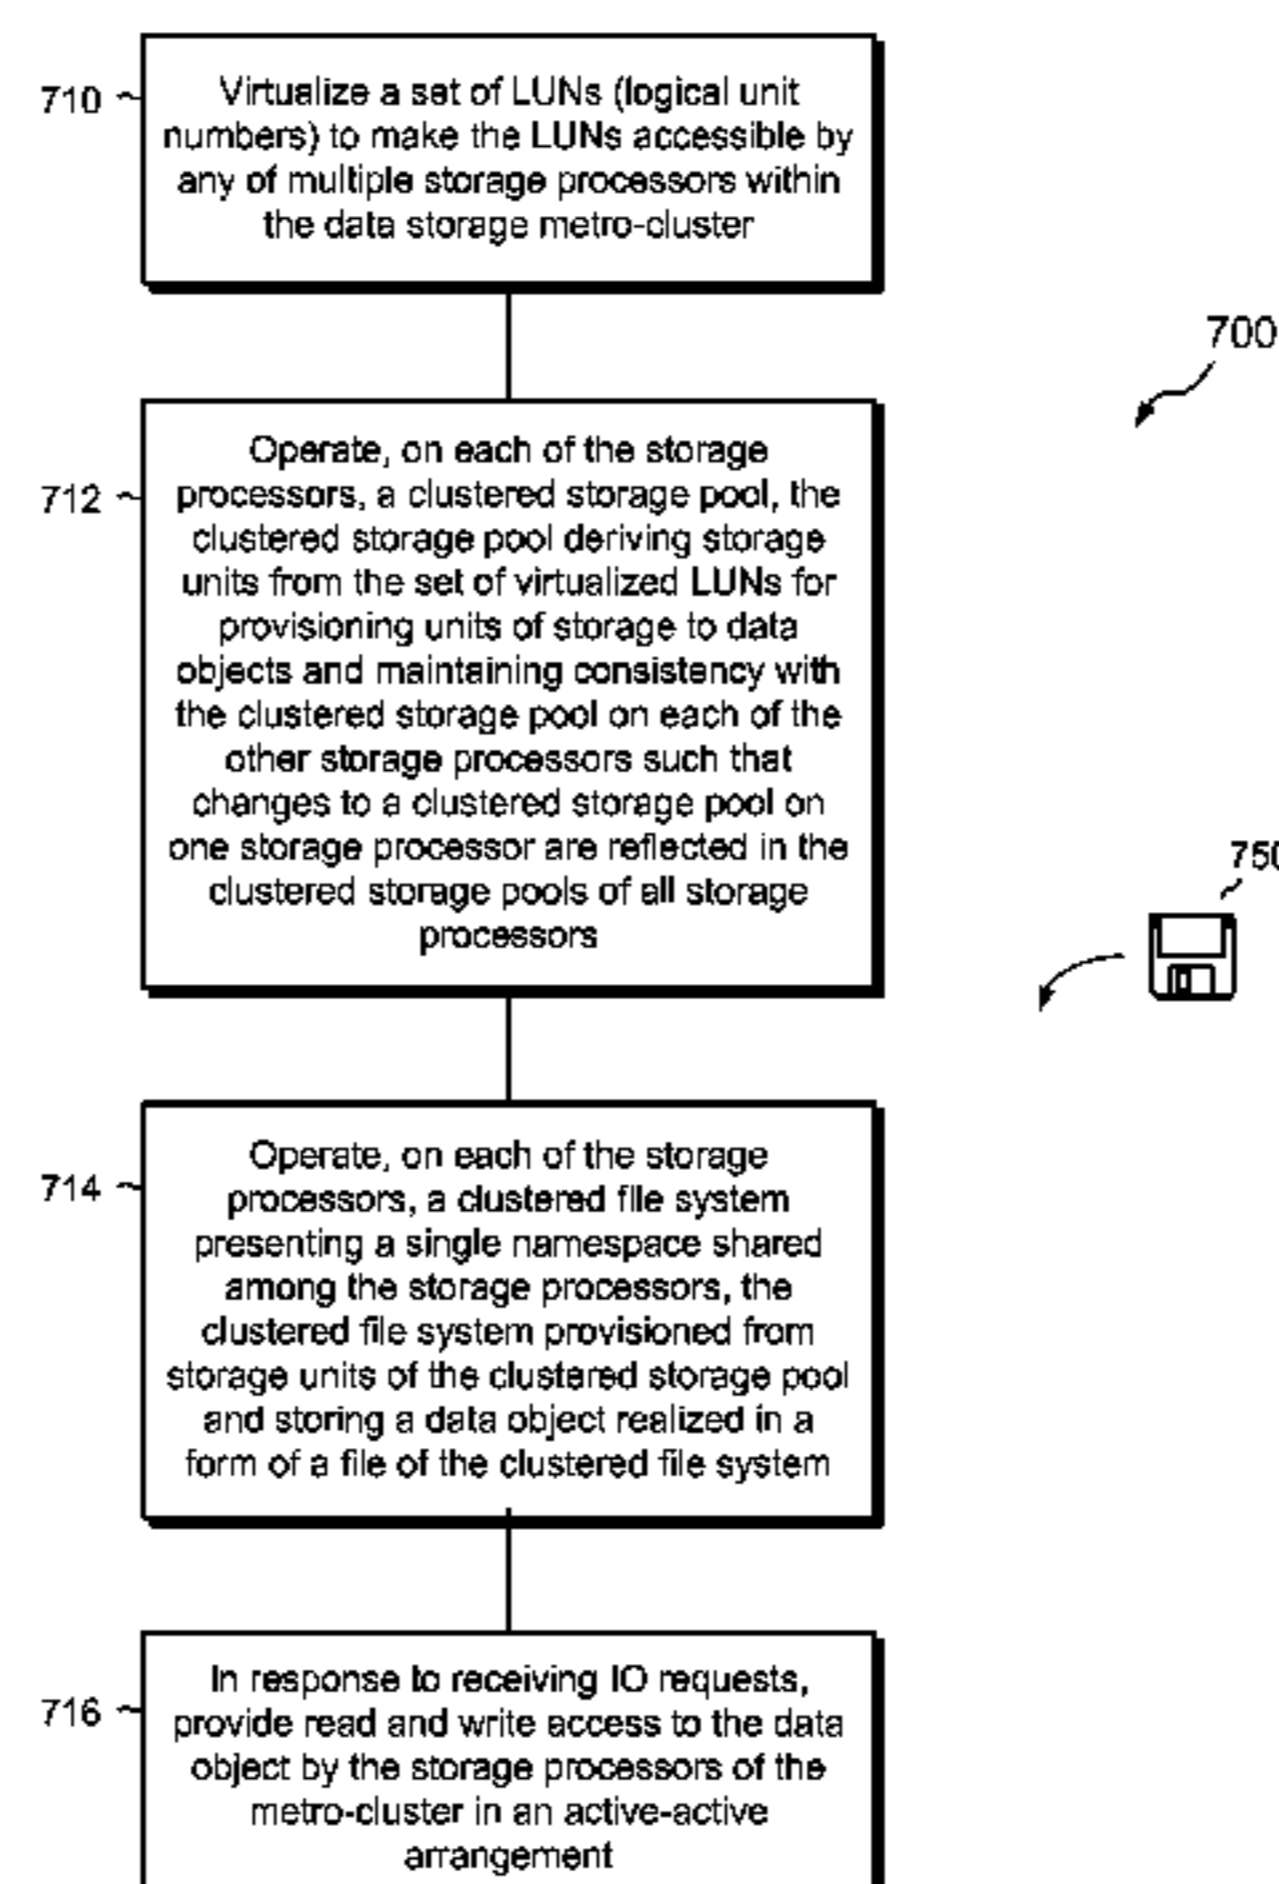 710
Virtualize a set of LUNs (logical unit
numbers) to make the LUNs accessible by
any of multiple storage processors within
the data storage metro-cluster
700
712
Operate, on each of the storage
processors, a clustered storage pool, the
clustered storage pool deriving storage
units from the set of virtualized LUNs for
provisioning units of storage to data
objects and maintaining consistency with
the clustered storage pool on each of the
other storage processors such that
changes to a clustered storage pool on
one storage processor are reflected in the
clustered storage pools of all storage
processors
750
714
Operate, on each of the storage
processors, a clustered file system
presenting a single namespace shared
among the storage processors, the
clustered file system provisioned from
storage units of the clustered storage pool
and storing a data object realized in a
form of a file of the clustered file system
716
In response to receiving IO requests,
provide read and write access to the data
object by the storage processors of the
metro-cluster in an active-active
arrangement